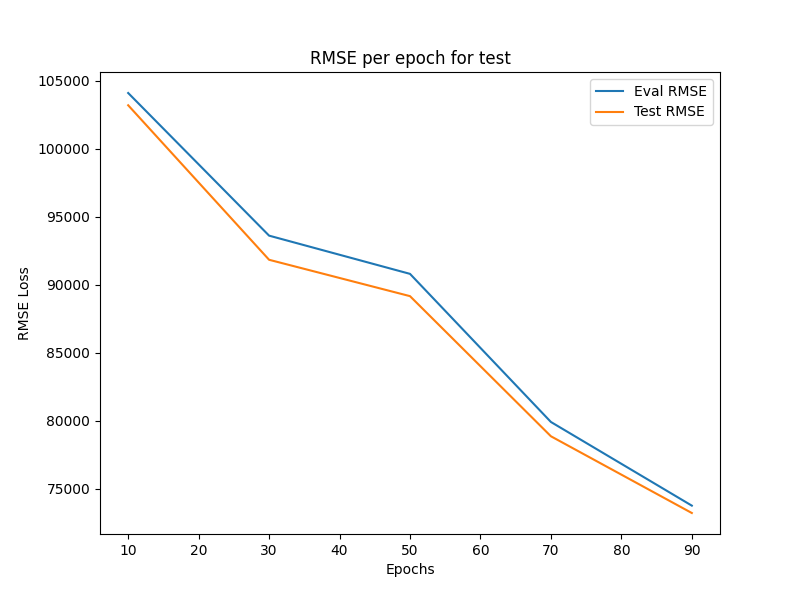 RMSE per epoch for test
Eval RMSE
Test RMSE
RMSE Loss
105000
100000
95000
90000
85000
80000
75000
10 20 30 40 50 60 70 80 90
Epochs